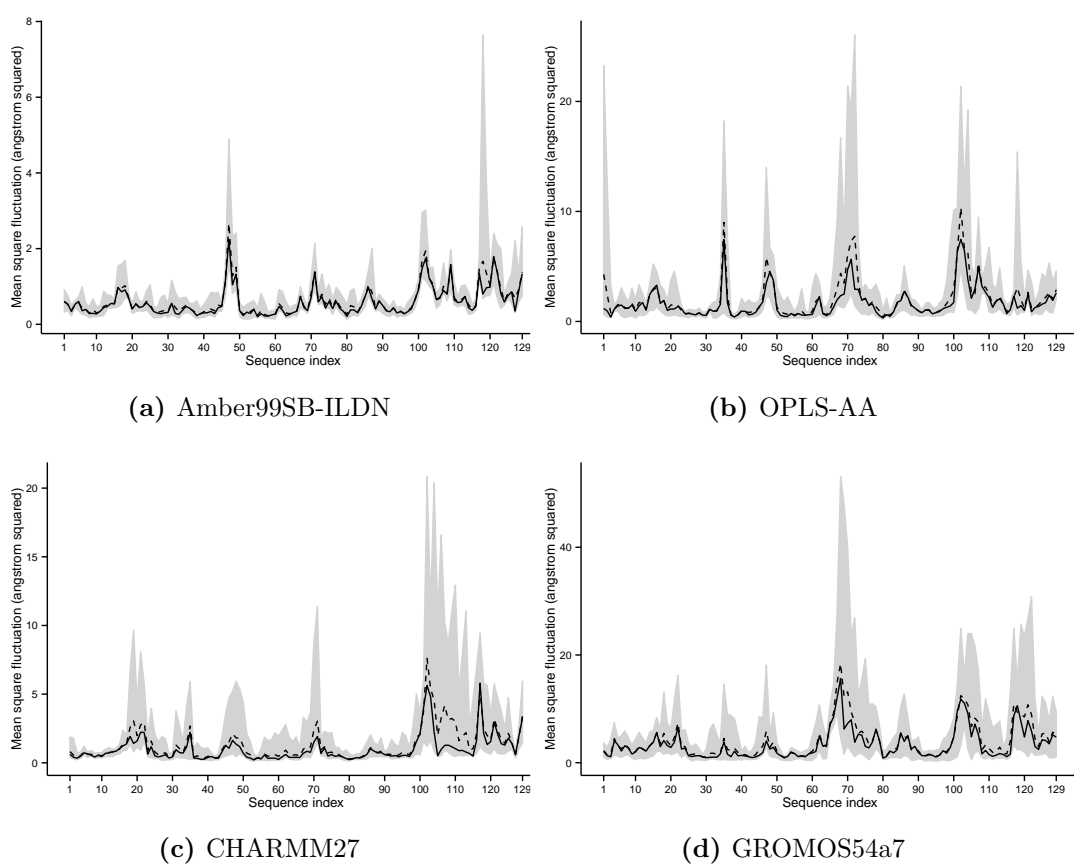 Mean square fluctuation (angstrom squared)
8
6
4
2
0
1 10 20 30 40 50 60 70 80 90 100 110 120 129
Sequence index
(a) Amber99SB-ILDN
Mean square fluctuation (angstrom squared)
20
10
0
1 10 20 30 40 50 60 70 80 90 100 110 120 129
Sequence index
(b) OPLS-AA
Mean square fluctuation (angstrom squared)
20
15
10
5
0
1 10 20 30 40 50 60 70 80 90 100 110 120 129
Sequence index
(c) CHARMM27
Mean square fluctuation (angstrom squared)
40
20
0
1 10 20 30 40 50 60 70 80 90 100 110 120 129
Sequence index
(d) GROMOS54a7